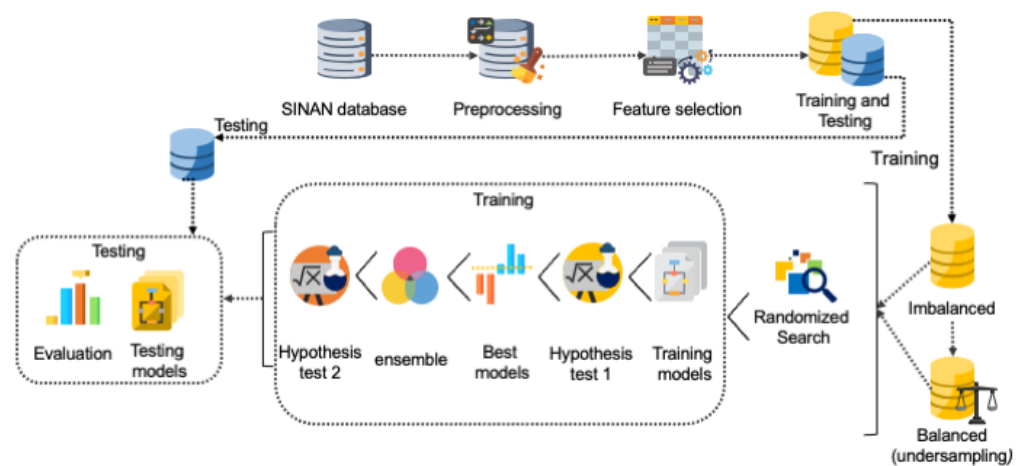 SINAN database
Preprocessing
Feature selection
Training and
Testing
Testing
Training
Training
Testing
Evaluation
Testing
models
Hypothesis
test 2
ensemble
Best
models
Hypothesis
test 1
Training
models
Randomized
Search
Imbalanced
Balanced
(undersampling)